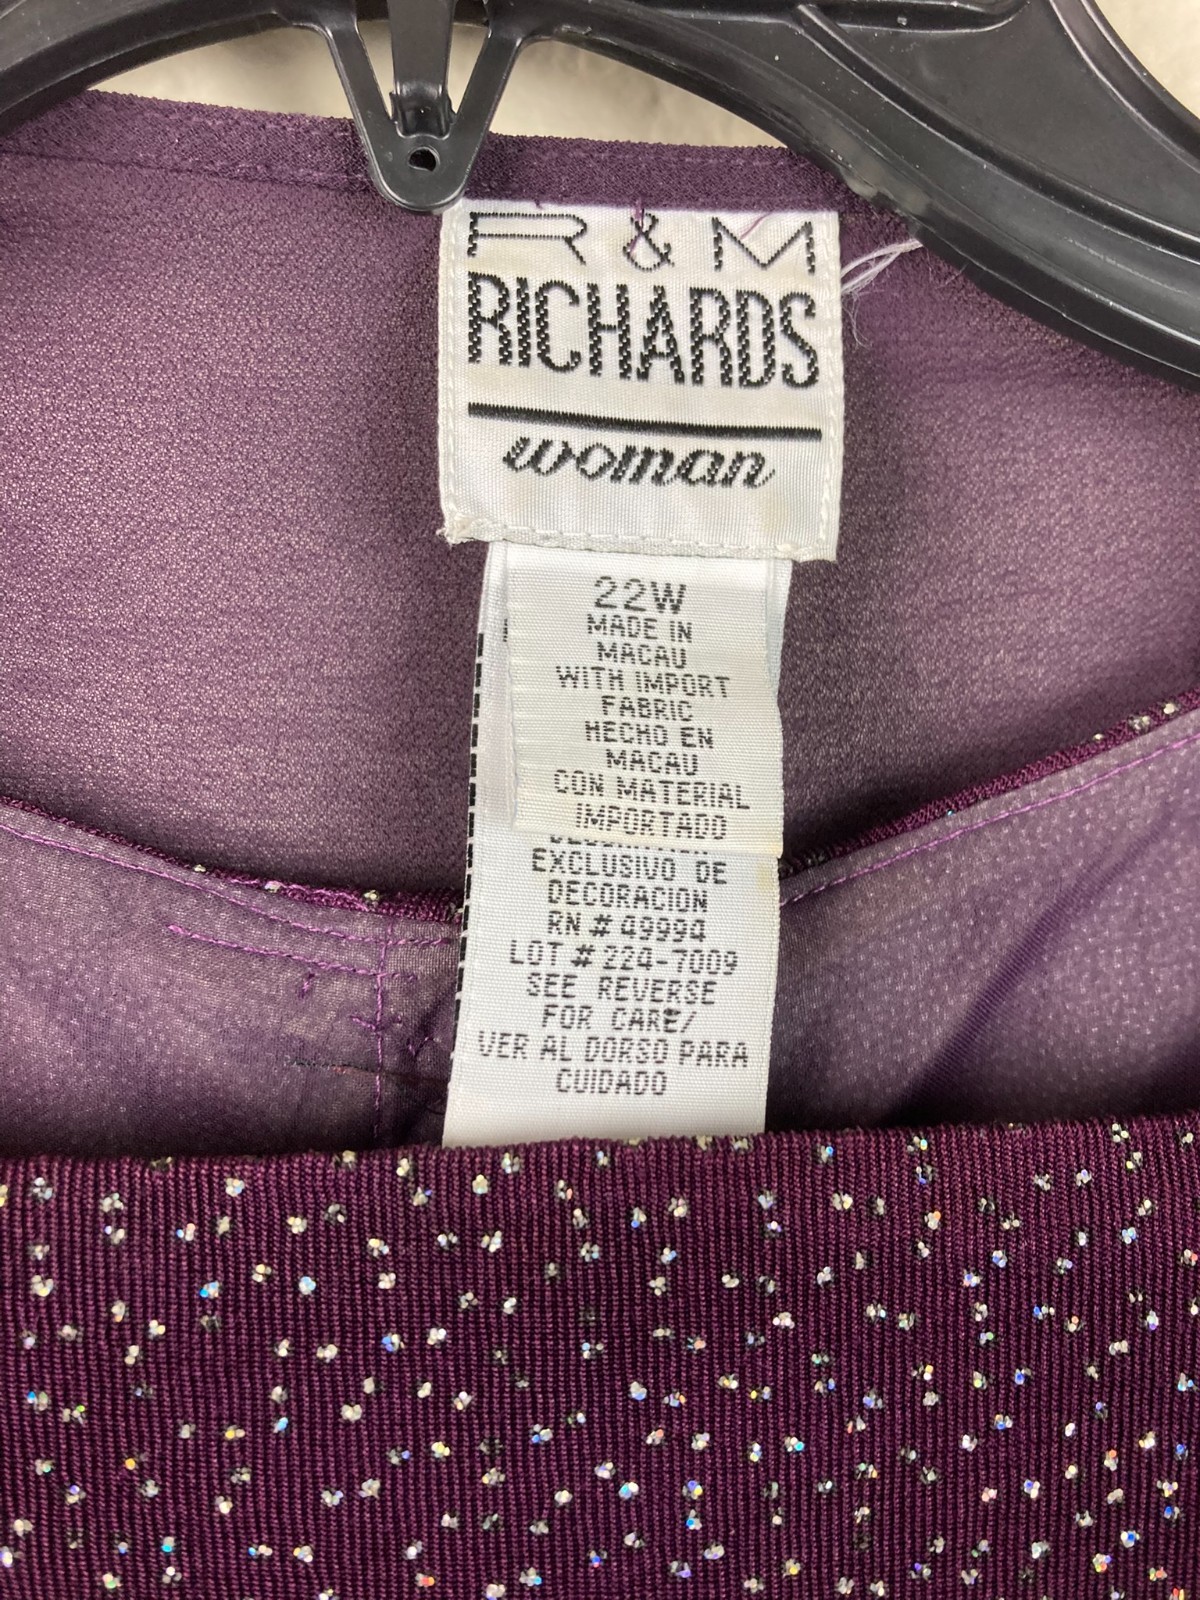 R & M
RICHARDS
woman
22W
MADE IN
MACAU
WITH IMPORT
FABRIC
HECHO EN
MACAU
CON MATERIAL
IMPORTADO
EXCLUSIVO DE
DECORACION
RN # 49994
LOT # 224-7009
SEE REVERSE
FOR CARE/
VER AL DORSO PARA
CUIDADO